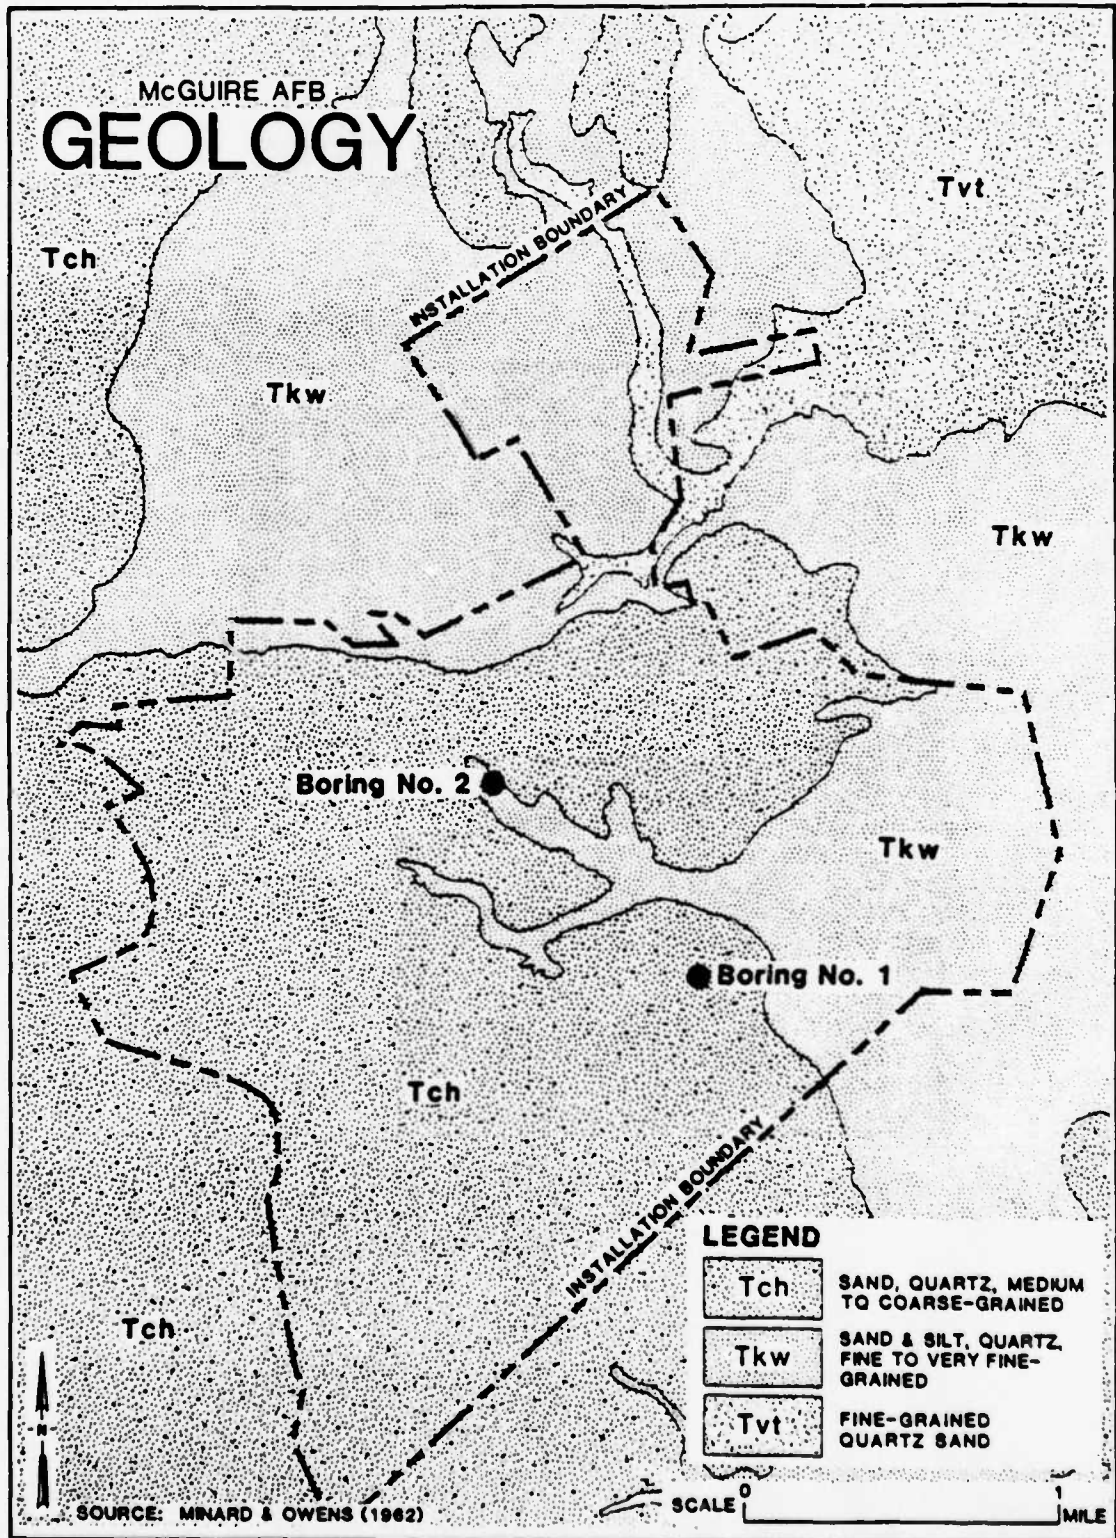 McGUIRE AFB
GEOLOGY
INSTALLATION BOUNDARY
Tvt
Tch
Tkw
Tkw
Boring No. 2
Tkw
Boring No. 1
Tch
INSTALLATION BOUNDARY
Tch
LEGEND
Tch SAND, QUARTZ, MEDIUM
TO COARSE-GRAINED
Tkw SAND & SILT, QUARTZ,
FINE TO VERY FINE-
GRAINED
Tvt FINE-GRAINED
QUARTZ SAND
N
SOURCE: MINARD & OWENS (1962)
SCALE 0 1
MILE